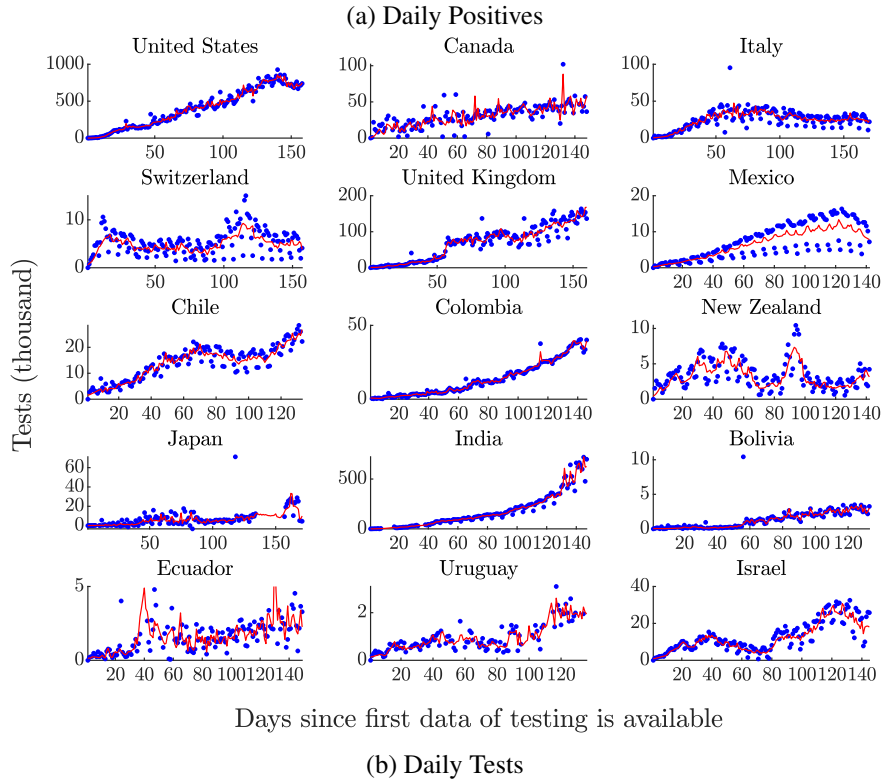 (a) Daily Positives
United States
1000
500
0
50 100 150
Canada
100
50
0
20 40 60 80 100 120 140
Italy
100
50
0
50 100 150
Switzerland
10
0
50 100 150
United Kingdom
200
100
0
50 100 150
Mexico
20
10
0
20 40 60 80 100 120 140
Tests (thousand)
Chile
20
10
0
20 40 60 80 100 120
Colombia
50
0
20 40 60 80 100 120 140
New Zealand
10
5
0
20 40 60 80 100 120 140
Japan
60
40
20
0
50 100 150
India
500
0
20 40 60 80 100 120 140
Bolivia
10
5
0
20 40 60 80 100 120
Ecuador
5
0
20 40 60 80 100 120 140
Uruguay
2
0
20 40 60 80 100 120
Israel
40
20
0
20 40 60 80 100 120 140
Days since first data of testing is available
(b) Daily Tests